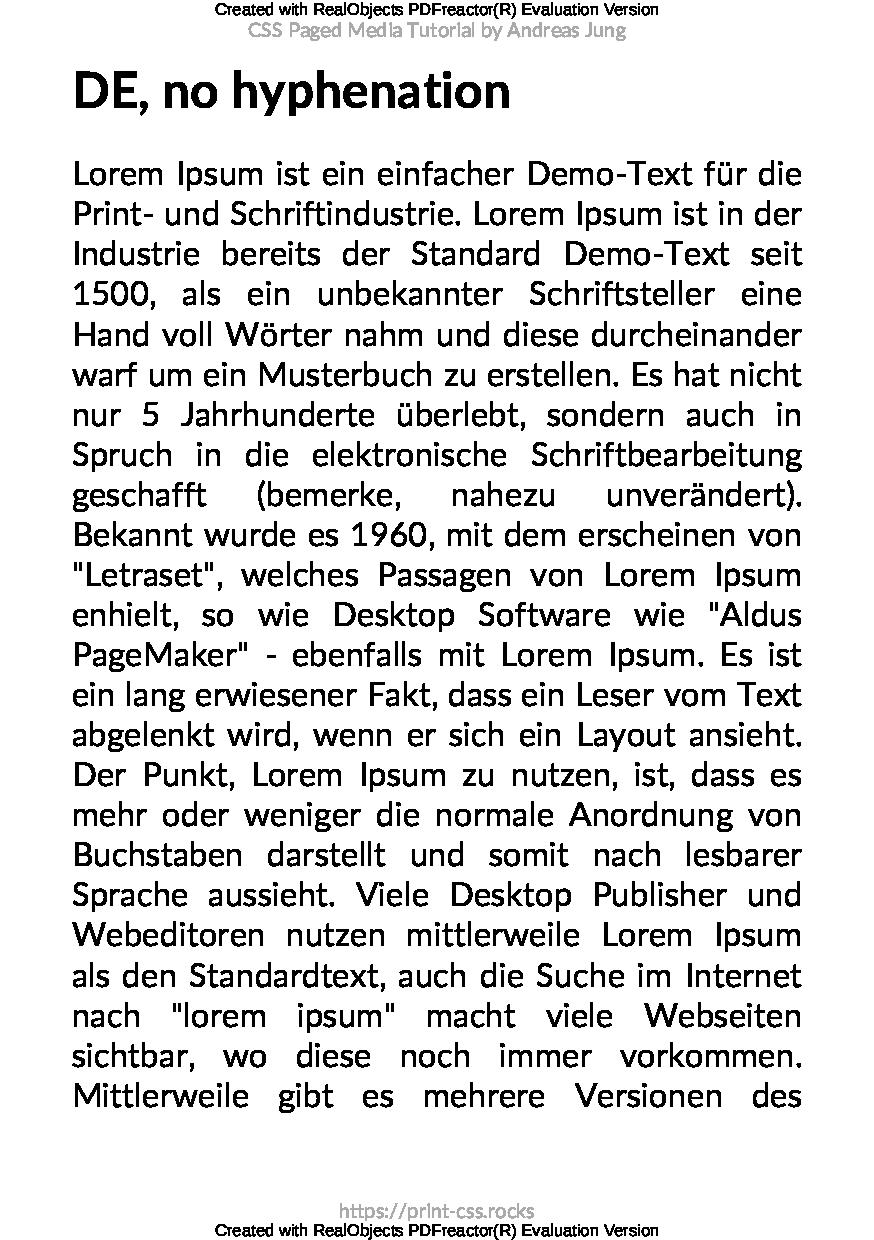 Created with RealObjects PDFreactor(R) Evaluation Version
CSS Paged Media Tutorial by Andreas Jung
DE, no hyphenation
Lorem Ipsum ist ein einfacher Demo-Text für die
Print- und Schriftindustrie. Lorem Ipsum ist in der
Industrie bereits der Standard Demo-Text seit
1500, als ein unbekannter Schriftsteller eine
Hand voll Wörter nahm und diese durcheinander
warf um ein Musterbuch zu erstellen. Es hat nicht
nur 5 Jahrhunderte überlebt, sondern auch in
Spruch in die elektronische Schriftbearbeitung
geschafft (bemerke, nahezu unverändert).
Bekannt wurde es 1960, mit dem erscheinen von
"Letraset", welches Passagen von Lorem Ipsum
enhielt, so wie Desktop Software wie "Aldus
PageMaker" - ebenfalls mit Lorem Ipsum. Es ist
ein lang erwiesener Fakt, dass ein Leser vom Text
abgelenkt wird, wenn er sich ein Layout ansieht.
Der Punkt, Lorem Ipsum zu nutzen, ist, dass es
mehr oder weniger die normale Anordnung von
Buchstaben darstellt und somit nach lesbarer
Sprache aussieht. Viele Desktop Publisher und
Webeditoren nutzen mittlerweile Lorem Ipsum
als den Standardtext, auch die Suche im Internet
nach "lorem ipsum" macht viele Webseiten
sichtbar, wo diese noch immer vorkommen.
Mittlerweile gibt es mehrere Versionen des
https://print-css.rocks
Created with RealObjects PDFreactor(R) Evaluation Version